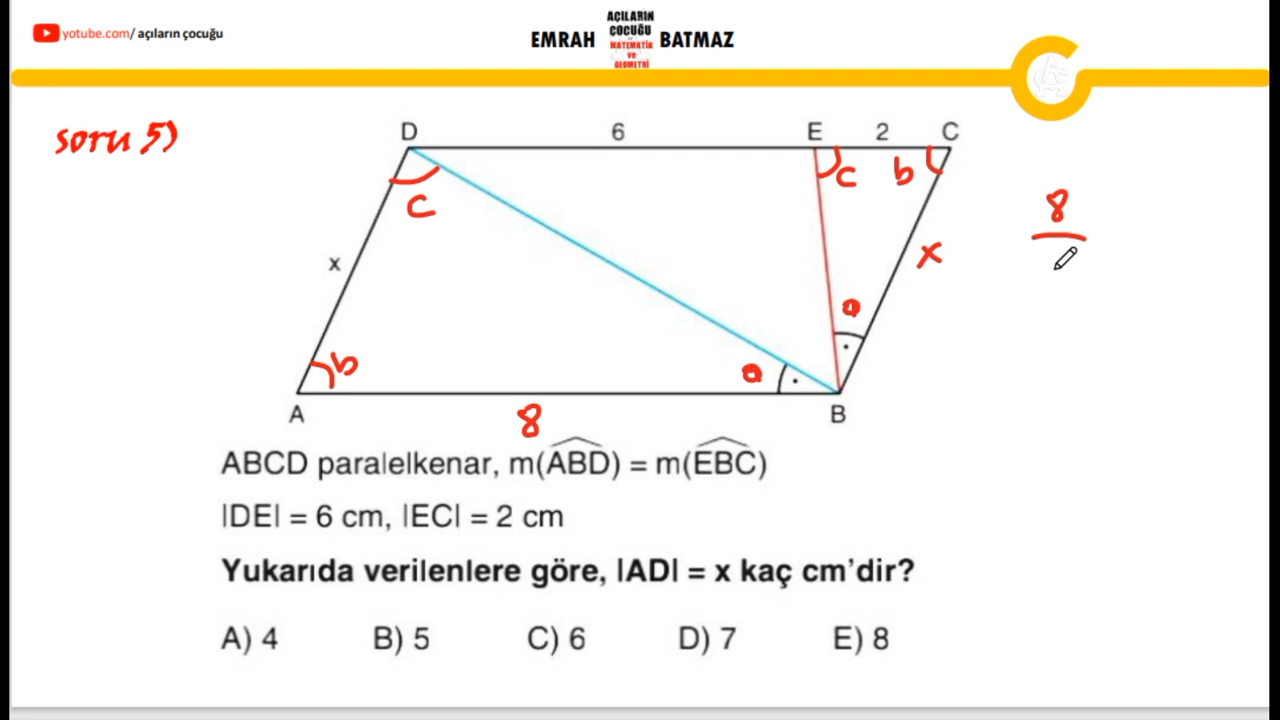 yotube.com/ açıların çocuğu
EMRAH
AÇILARIN
ÇOCUĞU
MATEMATİK
ve
GEOMETRİ
BATMAZ
soru 5)
D 6 E 2 C
c c b
x x
8
a
b a
A 8 B
ABCD paralelkenar, m(ABD) = m(EBC)
|DE| = 6 cm, |EC| = 2 cm
Yukarıda verilenlere göre, |AD| = x kaç cm'dir?
A) 4 B) 5 C) 6 D) 7 E) 8